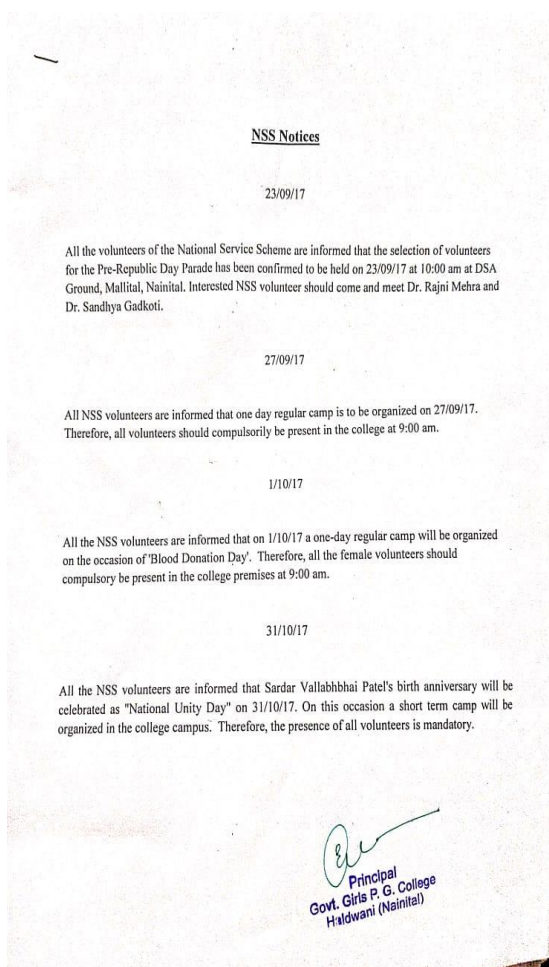 NSS Notices
23/09/17
All the volunteers of the National Service Scheme are informed that the selection of volunteers
for the Pre-Republic Day Parade has been confirmed to be held on 23/09/17 at 10:00 am at DSA
Ground, Mallital, Nainital. Interested NSS volunteer should come and meet Dr. Rajni Mehra and
Dr. Sandhya Gadkoti.
27/09/17
All NSS volunteers are informed that one day regular camp is to be organized on 27/09/17.
Therefore, all volunteers should compulsorily be present in the college at 9:00 am.
1/10/17
All the NSS volunteers are informed that on 1/10/17 a one-day regular camp will be organized
on the occasion of 'Blood Donation Day'. Therefore, all the female volunteers should
compulsory be present in the college premises at 9:00 am.
31/10/17
All the NSS volunteers are informed that Sardar Vallabhbhai Patel's birth anniversary will be
celebrated as "National Unity Day" on 31/10/17. On this occasion a short term camp will be
organized in the college campus. Therefore, the presence of all volunteers is mandatory.
Principal
Govt. Girls P. G. College
Haldwani (Nainital)